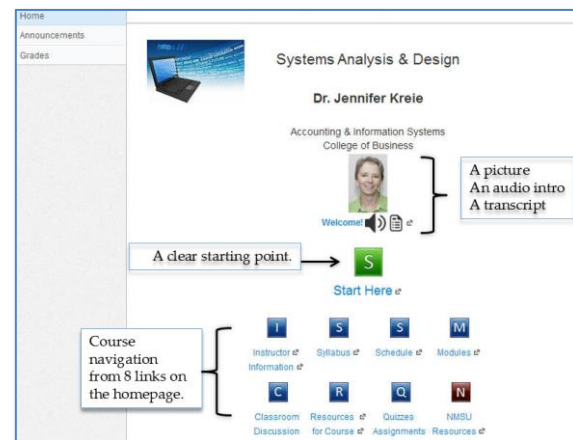 Home
Announcements
Grades
Systems Analysis & Design
Dr. Jennifer Kreie
Accounting & Information Systems
College of Business
Welcome!
A picture
An audio intro
A transcript
A clear starting point.
S
Start Here
Course
navigation
from 8 links on
the homepage.
I S S M
Instructor Syllabus Schedule Modules
Information
C R Q N
Classroom Resources Quizzes NMSU
Discussion for Course Assignments Resources